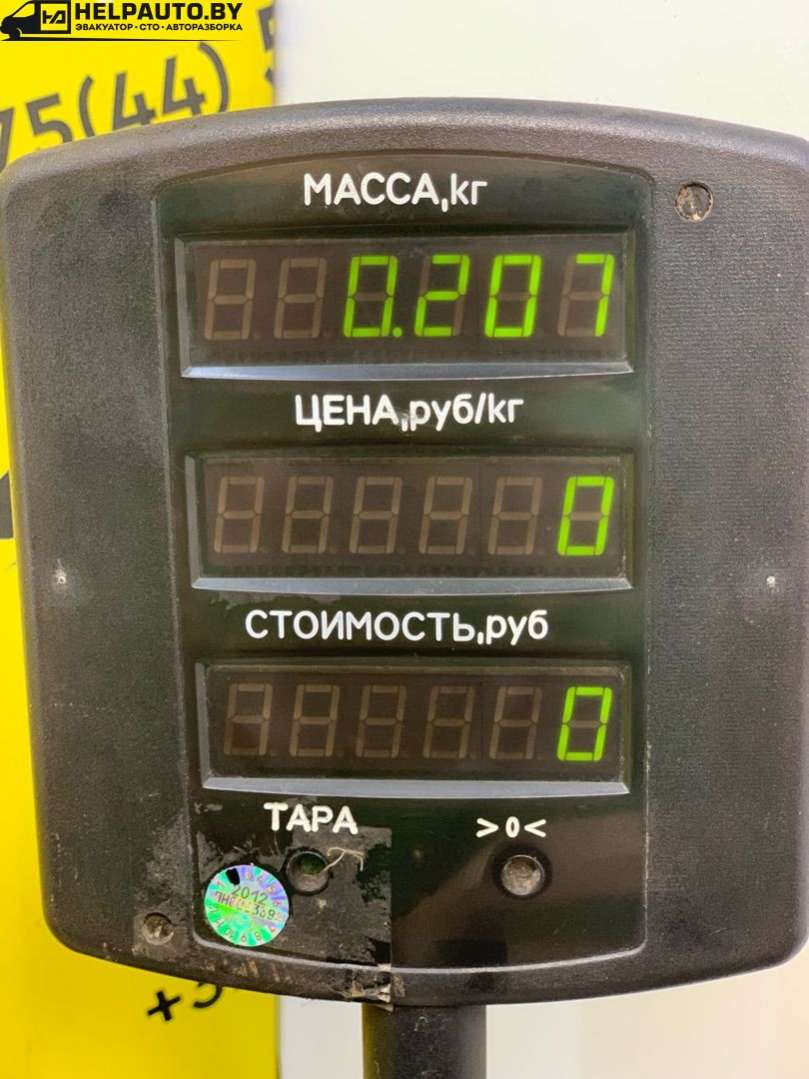 HELPAUTO.BY
ЭВАКУАТОР • СТО • АВТОРАЗБОРКА
75(44) 5
МАССА,кг
0.207
ЦЕНА,руб/кг
0
СТОИМОСТЬ,руб
0
ТАРА
>0<
2012